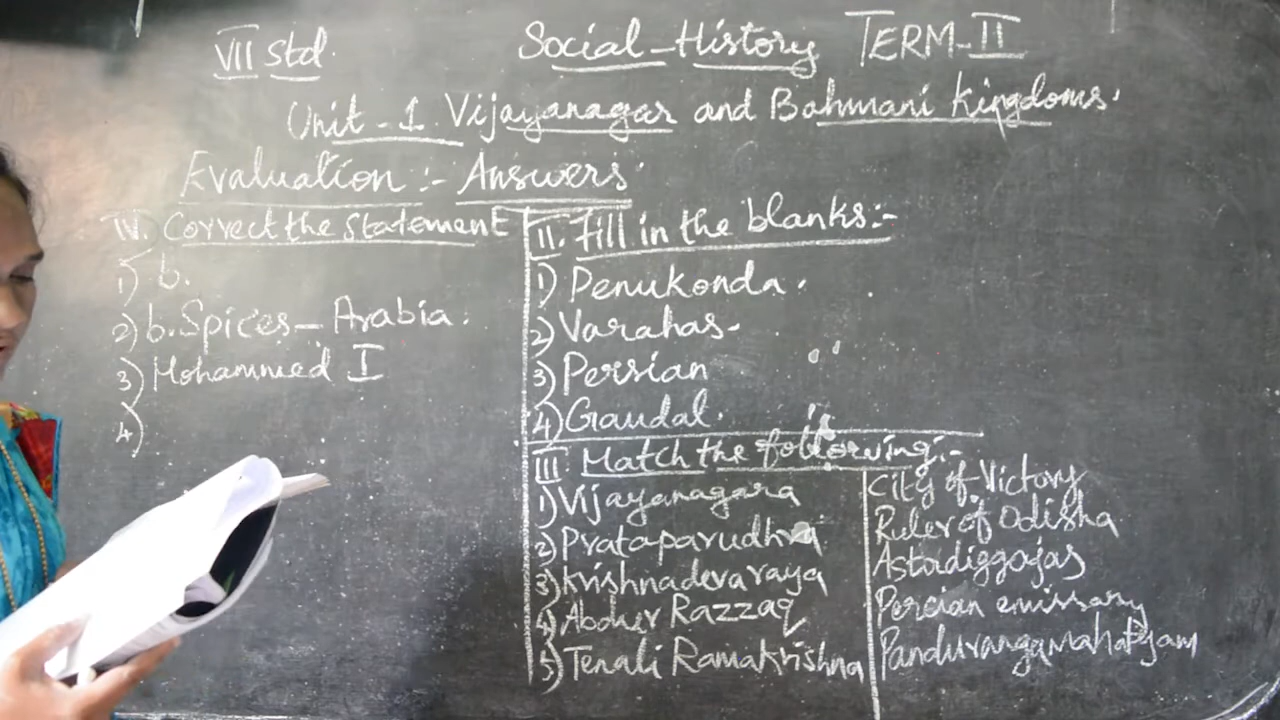 VII std.
Social-History TERM-II
Unit-1. Vijayanagar and Bahmani Kingdoms.
Evaluation:- Answers
IV. Correct the statement
1) b.
2) b. Spices - Arabia.
3) Mohammed I
4)
II. Fill in the blanks:-
1) Penukonda.
2) Varahas-
3) Persian
4) Gaudal.
III Match the following:-
1) Vijayanagara City of Victory
2) Prataparudhra Ruler of Odisha
3) Krishnadevaraya Astadiggajas
4) Abdur Razzaq Percian emissary
5) Tenali Ramakrishna Panduranga Mahatyam